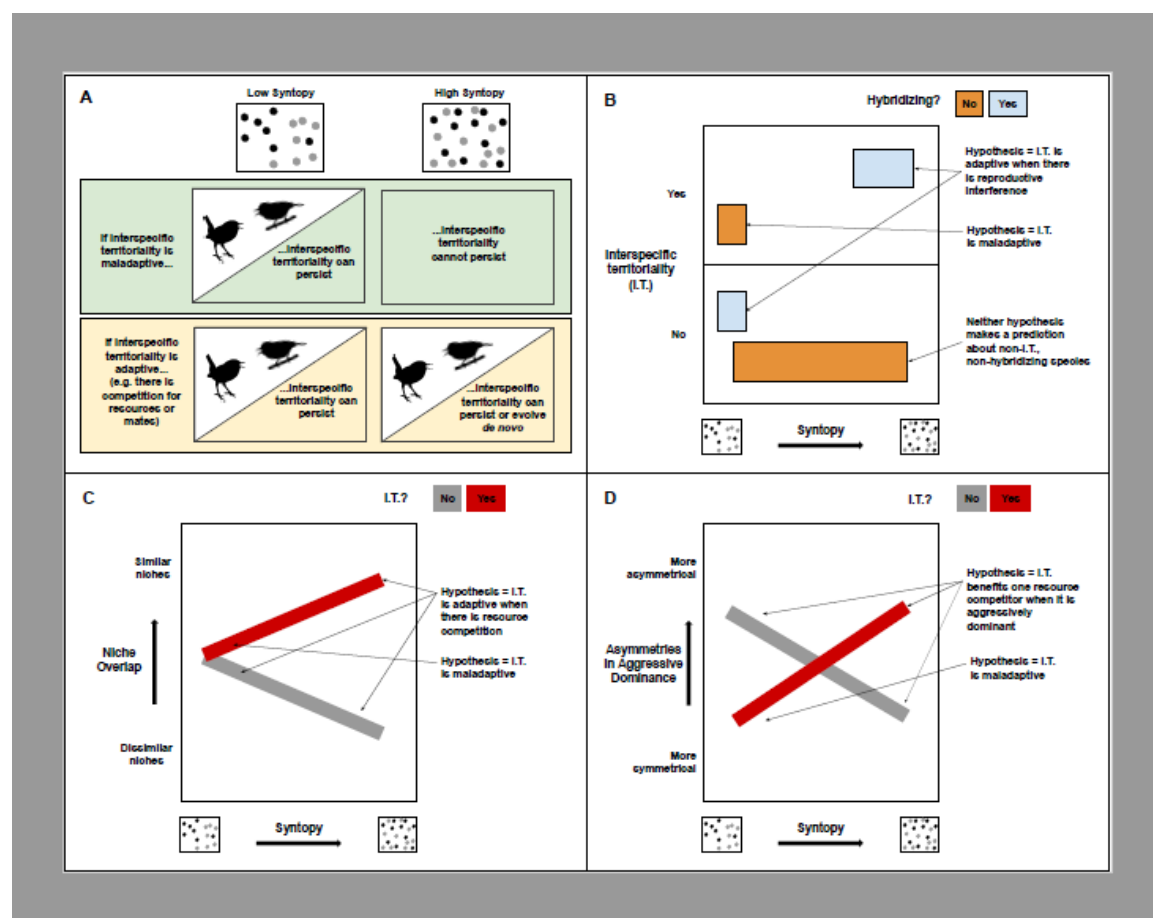 A
Low Syntopy
High Syntopy
If interspecific
territoriality is
maladaptive...
...interspecific
territoriality can
persist
...interspecific
territoriality
cannot persist
If interspecific
territoriality is
adaptive...
(e.g. there is
competition for
resources or
mates)
...interspecific
territoriality can
persist
...interspecific
territoriality can
persist or evolve
de novo
B
Hybridizing?
No
Yes
Yes
Interspecific
territoriality
(I.T.)
No
Hypothesis = I.T. is
adaptive when there
is reproductive
interference
Hypothesis = I.T.
is maladaptive
Neither hypothesis
makes a prediction
about non-I.T.,
non-hybridizing species
Syntopy
C
I.T.?
No
Yes
Similar
niches
Niche
Overlap
Dissimilar
niches
Hypothesis = I.T.
is adaptive when
there is resource
competition
Hypothesis = I.T.
is maladaptive
Syntopy
D
I.T.?
No
Yes
More
asymmetrical
Asymmetries
in Aggressive
Dominance
More
symmetrical
Hypothesis = I.T.
benefits one resource
competitor when it is
aggressively
dominant
Hypothesis = I.T.
is maladaptive
Syntopy